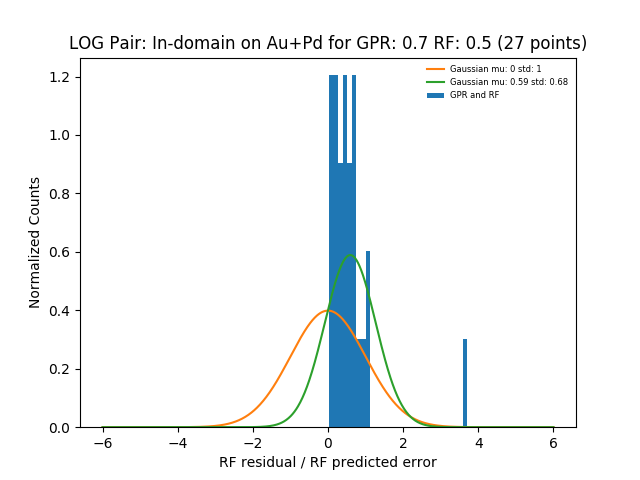 LOG Pair: In-domain on Au+Pd for GPR: 0.7 RF: 0.5 (27 points)
Gaussian mu: 0 std: 1
Gaussian mu: 0.59 std: 0.68
GPR and RF
Normalized Counts
1.2
1.0
0.8
0.6
0.4
0.2
0.0
−6 −4 −2 0 2 4 6
RF residual / RF predicted error